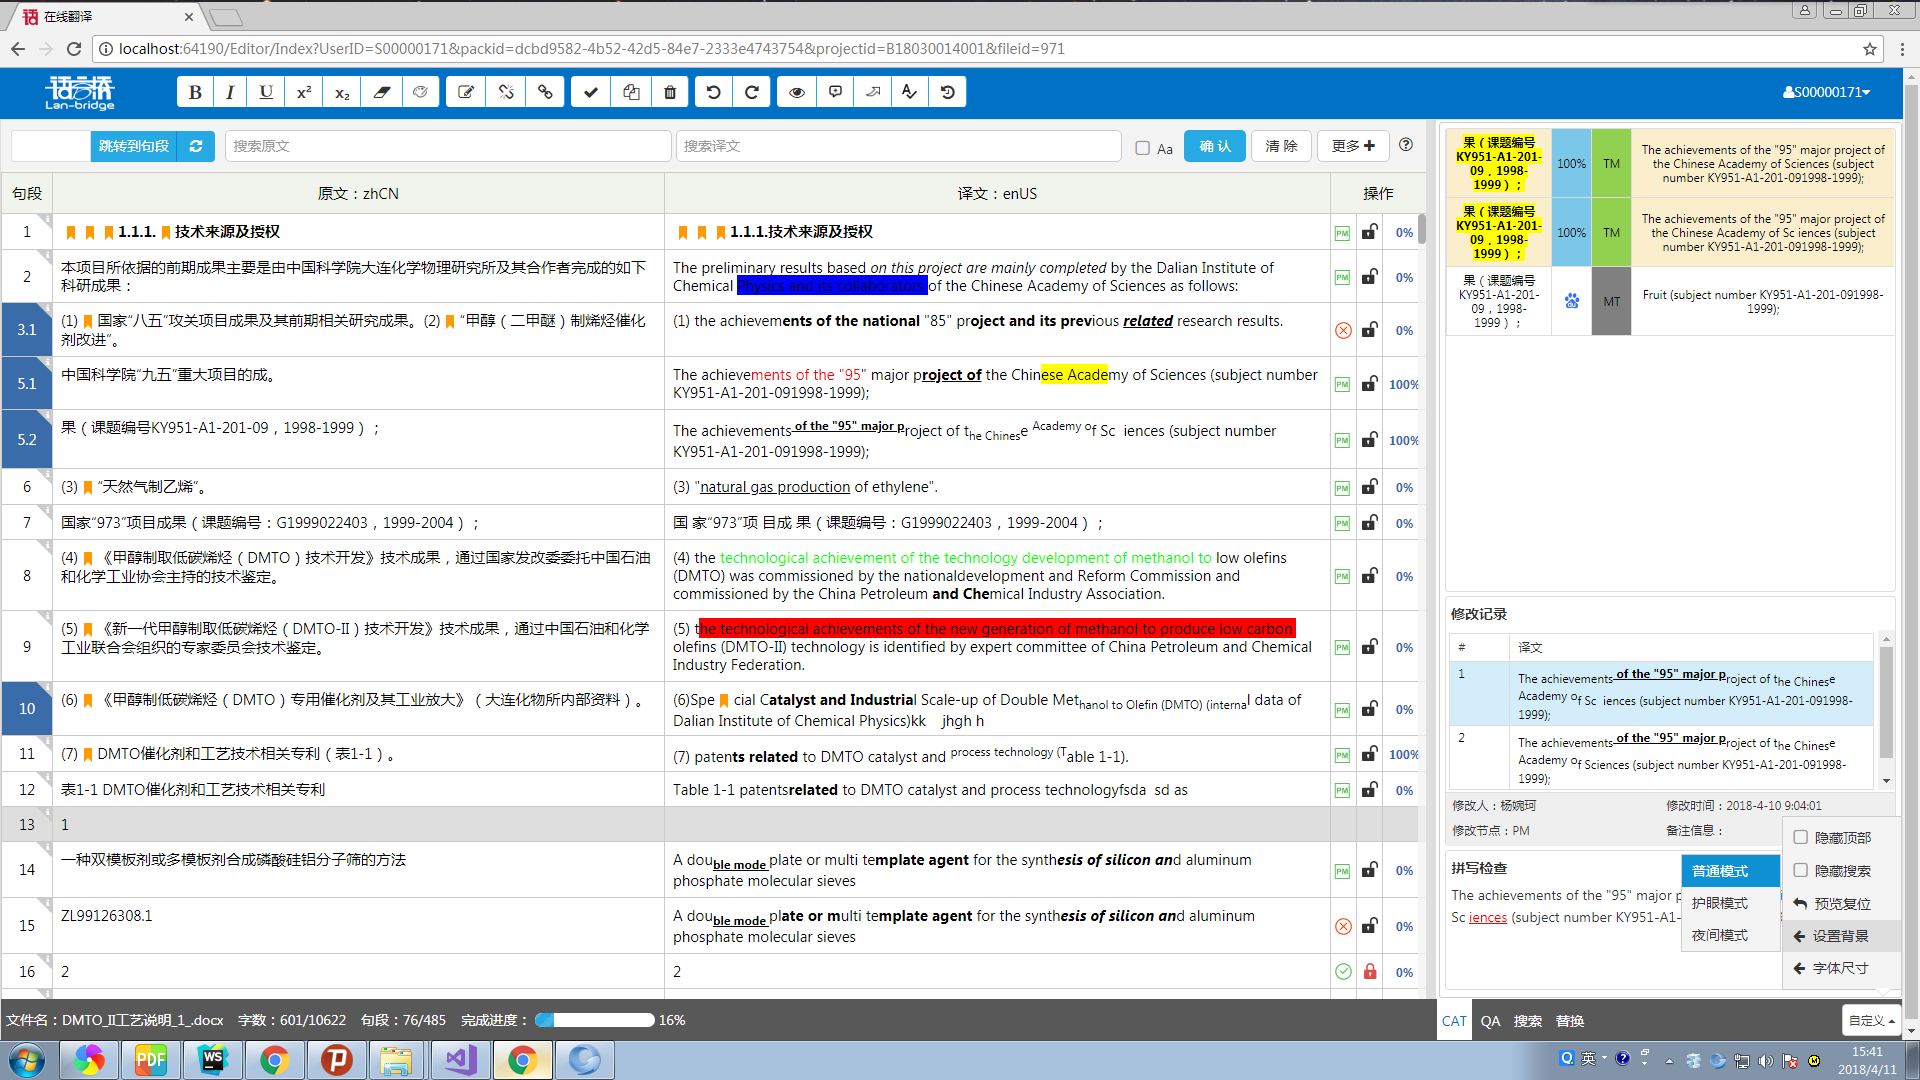 在线翻译
localhost:64190/Editor/Index?UserID=S00000171&packid=dcbd9582-4b52-42d5-84e7-2333e4743754&projectid=B18030014001&fileid=971
语言桥
Lan-bridge
B I U x² x₂
S00000171
跳转到句段 搜索原文 搜索译文 Aa 确 认 清 除 更多
句段 原文：zhCN 译文：enUS 操作
1 1.1.1. 技术来源及授权 1.1.1.技术来源及授权 PM 0%
2 本项目所依据的前期成果主要是由中国科学院大连化学物理研究所及其合作者完成的如下
科研成果：
The preliminary results based on this project are mainly completed by the Dalian Institute of
Chemical Physics and its collaborators of the Chinese Academy of Sciences as follows:
PM 0%
3.1 (1) 国家“八五”攻关项目成果及其前期相关研究成果。(2) “甲醇（二甲醚）制烯烃催化
剂改进”。
(1) the achievements of the national "85" project and its previous related research results.
0%
5.1 中国科学院“九五”重大项目的成。
The achievements of the "95" major project of the Chinese Academy of Sciences (subject number
KY951-A1-201-091998-1999);
PM 100%
5.2 果（课题编号KY951-A1-201-09，1998-1999）；
The achievements of the "95" major project of the Chinese Academy of Sc iences (subject number
KY951-A1-201-091998-1999);
PM 100%
6 (3) “天然气制乙烯”。 (3) "natural gas production of ethylene". PM 0%
7 国家“973”项目成果（课题编号：G1999022403，1999-2004）； 国 家“973”项 目成 果（课题编号：G1999022403，1999-2004）； PM 0%
8 (4) 《甲醇制取低碳烯烃（DMTO）技术开发》技术成果，通过国家发改委委托中国石油
和化学工业协会主持的技术鉴定。
(4) the technological achievement of the technology development of methanol to low olefins
(DMTO) was commissioned by the nationaldevelopment and Reform Commission and
commissioned by the China Petroleum and Chemical Industry Association.
PM 0%
9 (5) 《新一代甲醇制取低碳烯烃（DMTO-II）技术开发》技术成果，通过中国石油和化学
工业联合会组织的专家委员会技术鉴定。
(5) the technological achievements of the new generation of methanol to produce low carbon
olefins (DMTO-II) technology is identified by expert committee of China Petroleum and Chemical
Industry Federation.
PM 0%
10 (6) 《甲醇制低碳烯烃（DMTO）专用催化剂及其工业放大》（大连化物所内部资料）。
(6)Spe cial Catalyst and Industrial Scale-up of Double Methanol to Olefin (DMTO) (internal data of
Dalian Institute of Chemical Physics)kk jhgh h
PM 0%
11 (7) DMTO催化剂和工艺技术相关专利（表1-1）。 (7) patents related to DMTO catalyst and process technology (Table 1-1). PM 100%
12 表1-1 DMTO催化剂和工艺技术相关专利 Table 1-1 patentsrelated to DMTO catalyst and process technologyfsda sd as PM 0%
13 1
14 一种双模板剂或多模板剂合成磷酸硅铝分子筛的方法
A double mode plate or multi template agent for the synthesis of silicon and aluminum
phosphate molecular sieves
PM 0%
15 ZL99126308.1
A double mode plate or multi template agent for the synthesis of silicon and aluminum
phosphate molecular sieves
0%
16 2 2 0%
果（课题编号
KY951-A1-201-
09，1998-
1999）；
100% TM
The achievements of the "95" major project of
the Chinese Academy of Sciences (subject
number KY951-A1-201-091998-1999);
果（课题编号
KY951-A1-201-
09，1998-
1999）；
100% TM
The achievements of the "95" major project of
the Chinese Academy of Sc iences (subject
number KY951-A1-201-091998-1999);
果（课题编号
KY951-A1-201-
09，1998-
1999）；
MT
Fruit (subject number KY951-A1-201-091998-
1999);
修改记录
# 译文
1 The achievements of the "95" major project of the Chinese
Academy of Sc iences (subject number KY951-A1-201-091998-
1999);
2 The achievements of the "95" major project of the Chinese
Academy of Sciences (subject number KY951-A1-201-091998-
1999);
修改人：杨婉珂 修改时间：2018-4-10 9:04:01
修改节点：PM 备注信息：
拼写检查
The achievements of the "95" major p
Sc iences (subject number KY951-A1-
普通模式
护眼模式
夜间模式
隐藏顶部
隐藏搜索
预览复位
设置背景
字体尺寸
文件名：DMTO_II工艺说明_1_.docx 字数：601/10622 句段：76/485 完成进度： 16%
CAT QA 搜索 替换 自定义
PDF WS P
英 15:41
2018/4/11